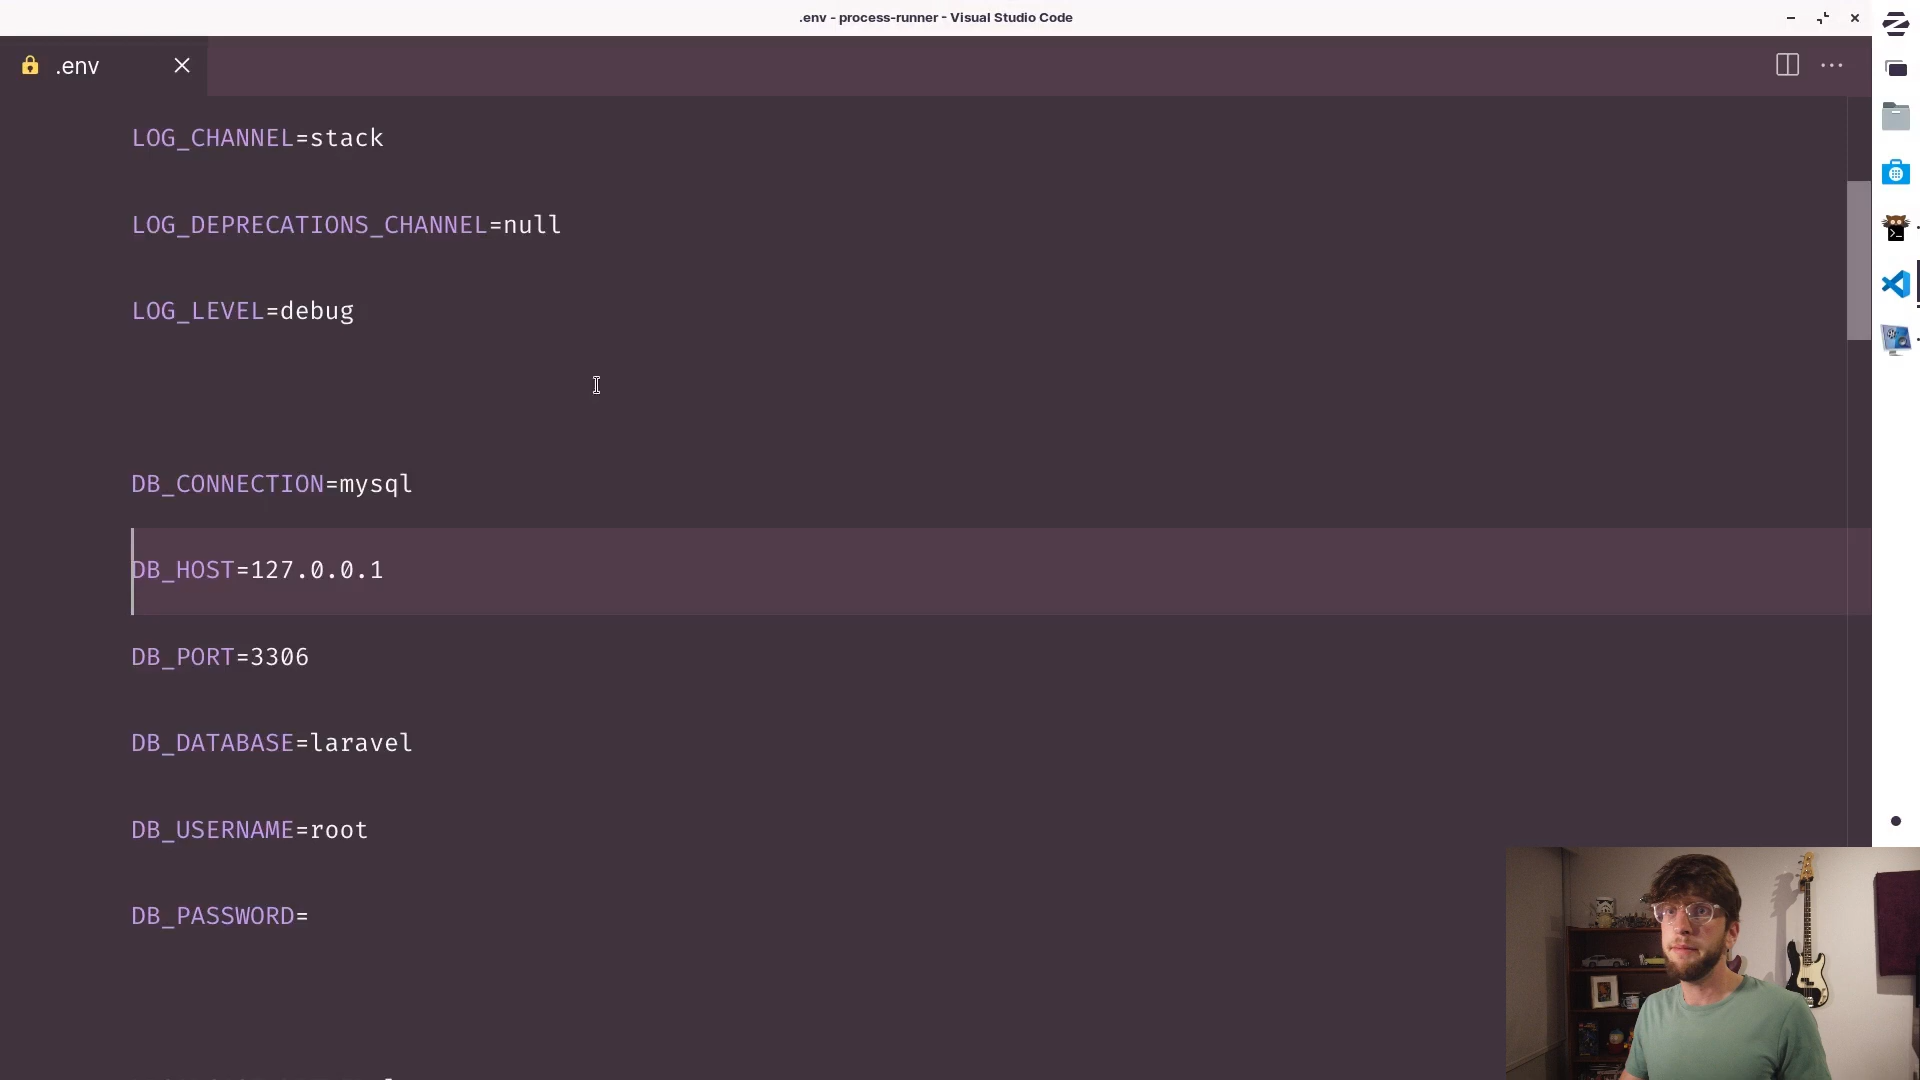 .env - process-runner - Visual Studio Code
.env
LOG_CHANNEL=stack
LOG_DEPRECATIONS_CHANNEL=null
LOG_LEVEL=debug
DB_CONNECTION=mysql
DB_HOST=127.0.0.1
DB_PORT=3306
DB_DATABASE=laravel
DB_USERNAME=root
DB_PASSWORD=